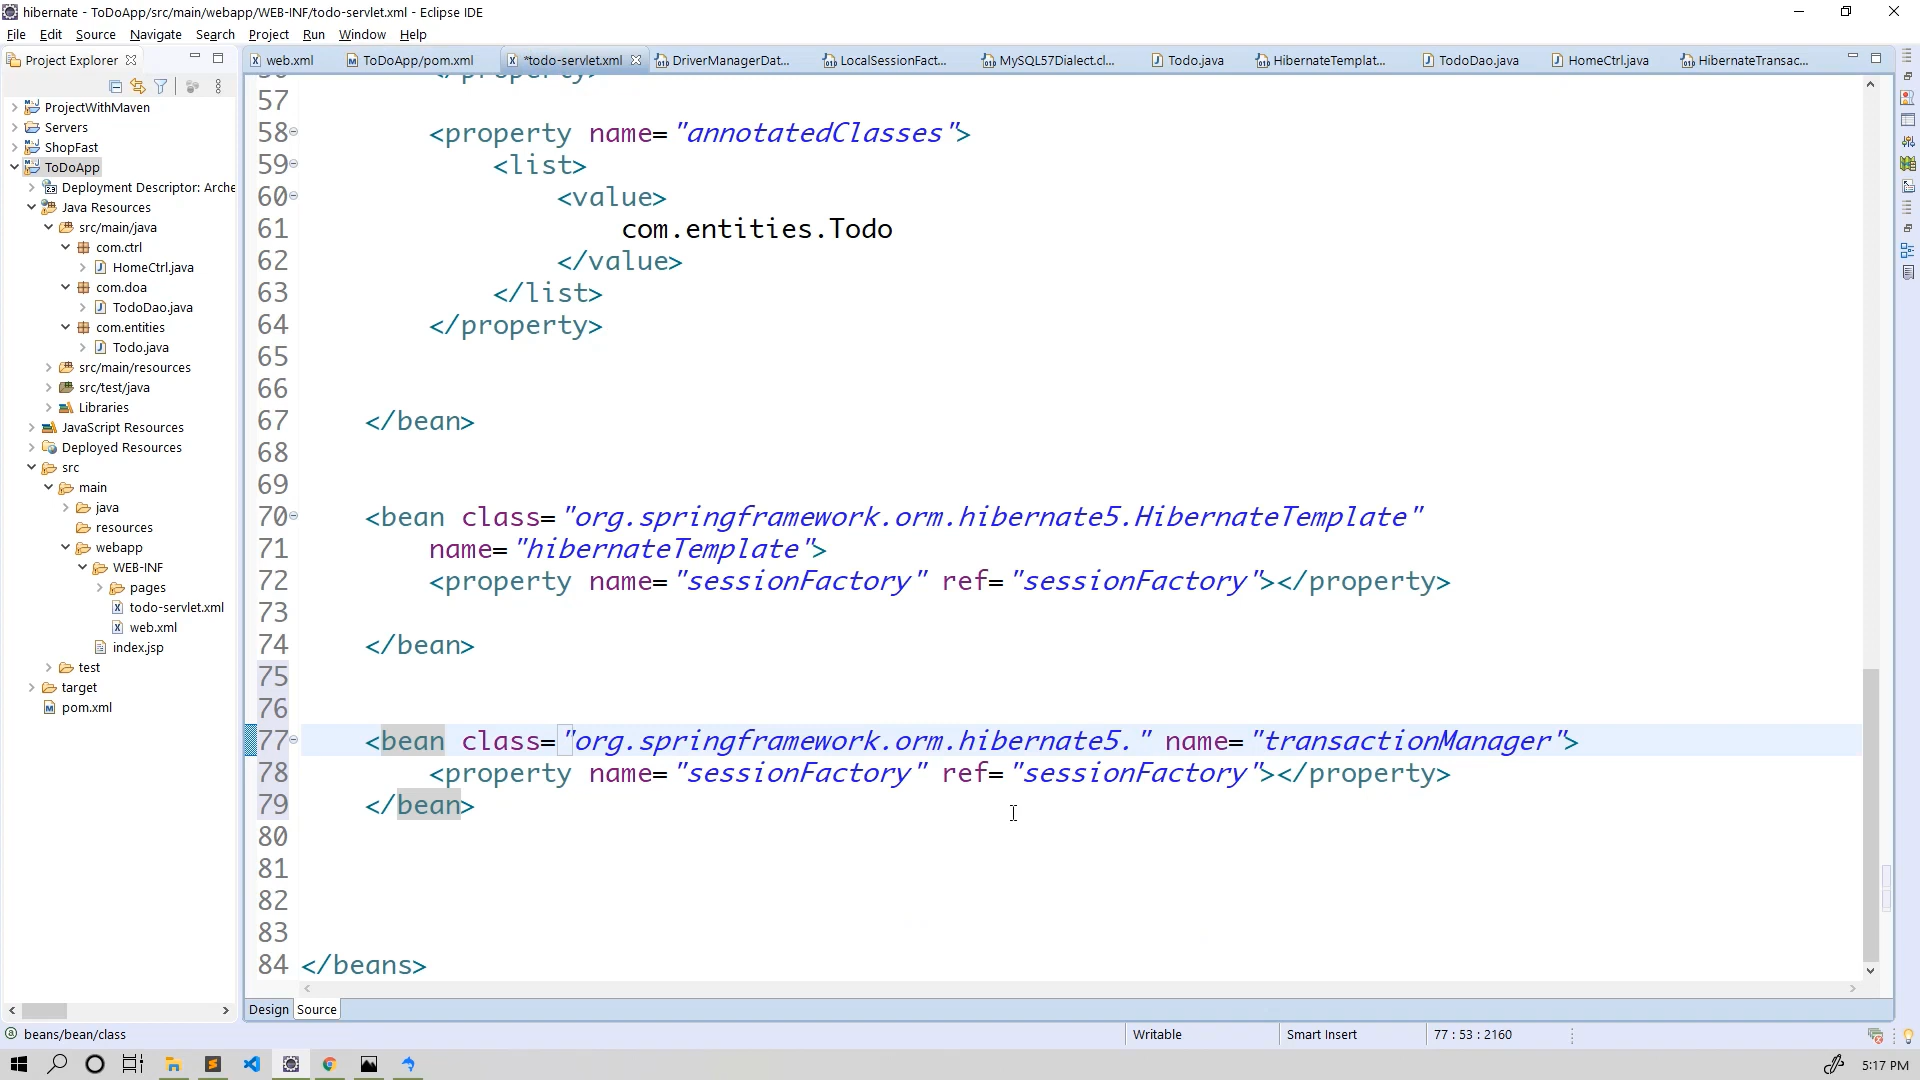 hibernate - ToDoApp/src/main/webapp/WEB-INF/todo-servlet.xml - Eclipse IDE
File Edit Source Navigate Search Project Run Window Help
Project Explorer
web.xml
ToDoApp/pom.xml
*todo-servlet.xml
DriverManagerDat...
LocalSessionFact...
MySQL57Dialect.cl...
Todo.java
HibernateTemplat...
TodoDao.java
HomeCtrl.java
HibernateTransac...
ProjectWithMaven
Servers
ShopFast
ToDoApp
Deployment Descriptor: Arche
Java Resources
src/main/java
com.ctrl
HomeCtrl.java
com.doa
TodoDao.java
com.entities
Todo.java
src/main/resources
src/test/java
Libraries
JavaScript Resources
Deployed Resources
src
main
java
resources
webapp
WEB-INF
pages
todo-servlet.xml
web.xml
index.jsp
test
target
pom.xml
56 </property>
57
58 <property name="annotatedClasses">
59 <list>
60 <value>
61 com.entities.Todo
62 </value>
63 </list>
64 </property>
65
66
67 </bean>
68
69
70 <bean class="org.springframework.orm.hibernate5.HibernateTemplate"
71 name="hibernateTemplate">
72 <property name="sessionFactory" ref="sessionFactory"></property>
73
74 </bean>
75
76
77 <bean class="org.springframework.orm.hibernate5." name="transactionManager">
78 <property name="sessionFactory" ref="sessionFactory"></property>
79 </bean>
80
81
82
83
84 </beans>
Design Source
beans/bean/class
Writable
Smart Insert
77 : 53 : 2160
5:17 PM